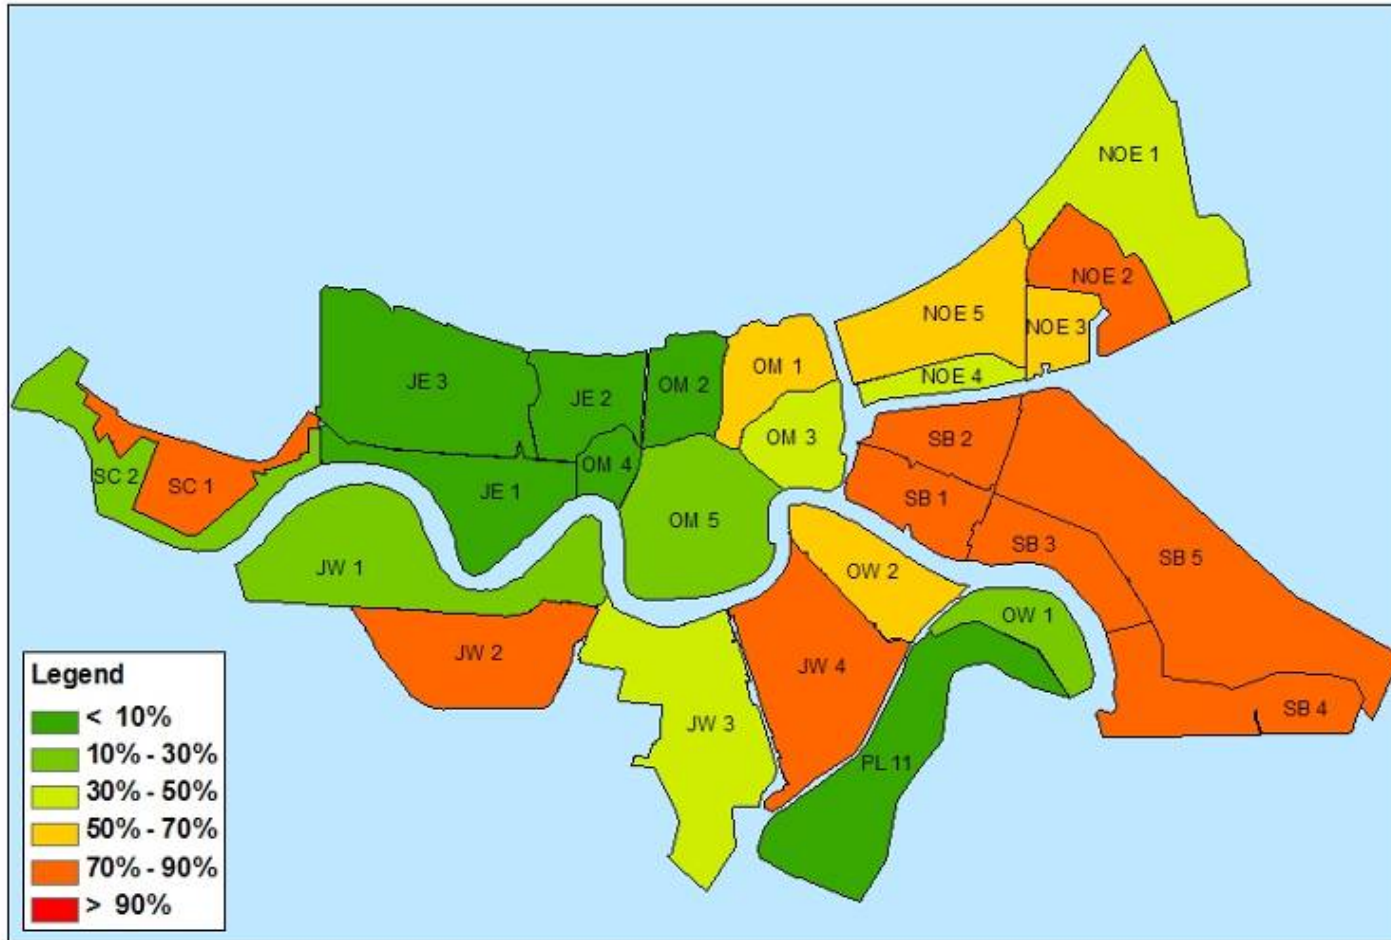 NOE 1
NOE 2
NOE 5
NOE 3
OM 1
NOE 4
JE 3
JE 2
OM 2
OM 3
SB 2
OM 4
SC 2
SC 1
JE 1
SB 1
OM 5
SB 3
SB 5
JW 1
OW 2
OW 1
JW 2
JW 4
JW 3
SB 4
PL 11
Legend
< 10%
10% - 30%
30% - 50%
50% - 70%
70% - 90%
> 90%